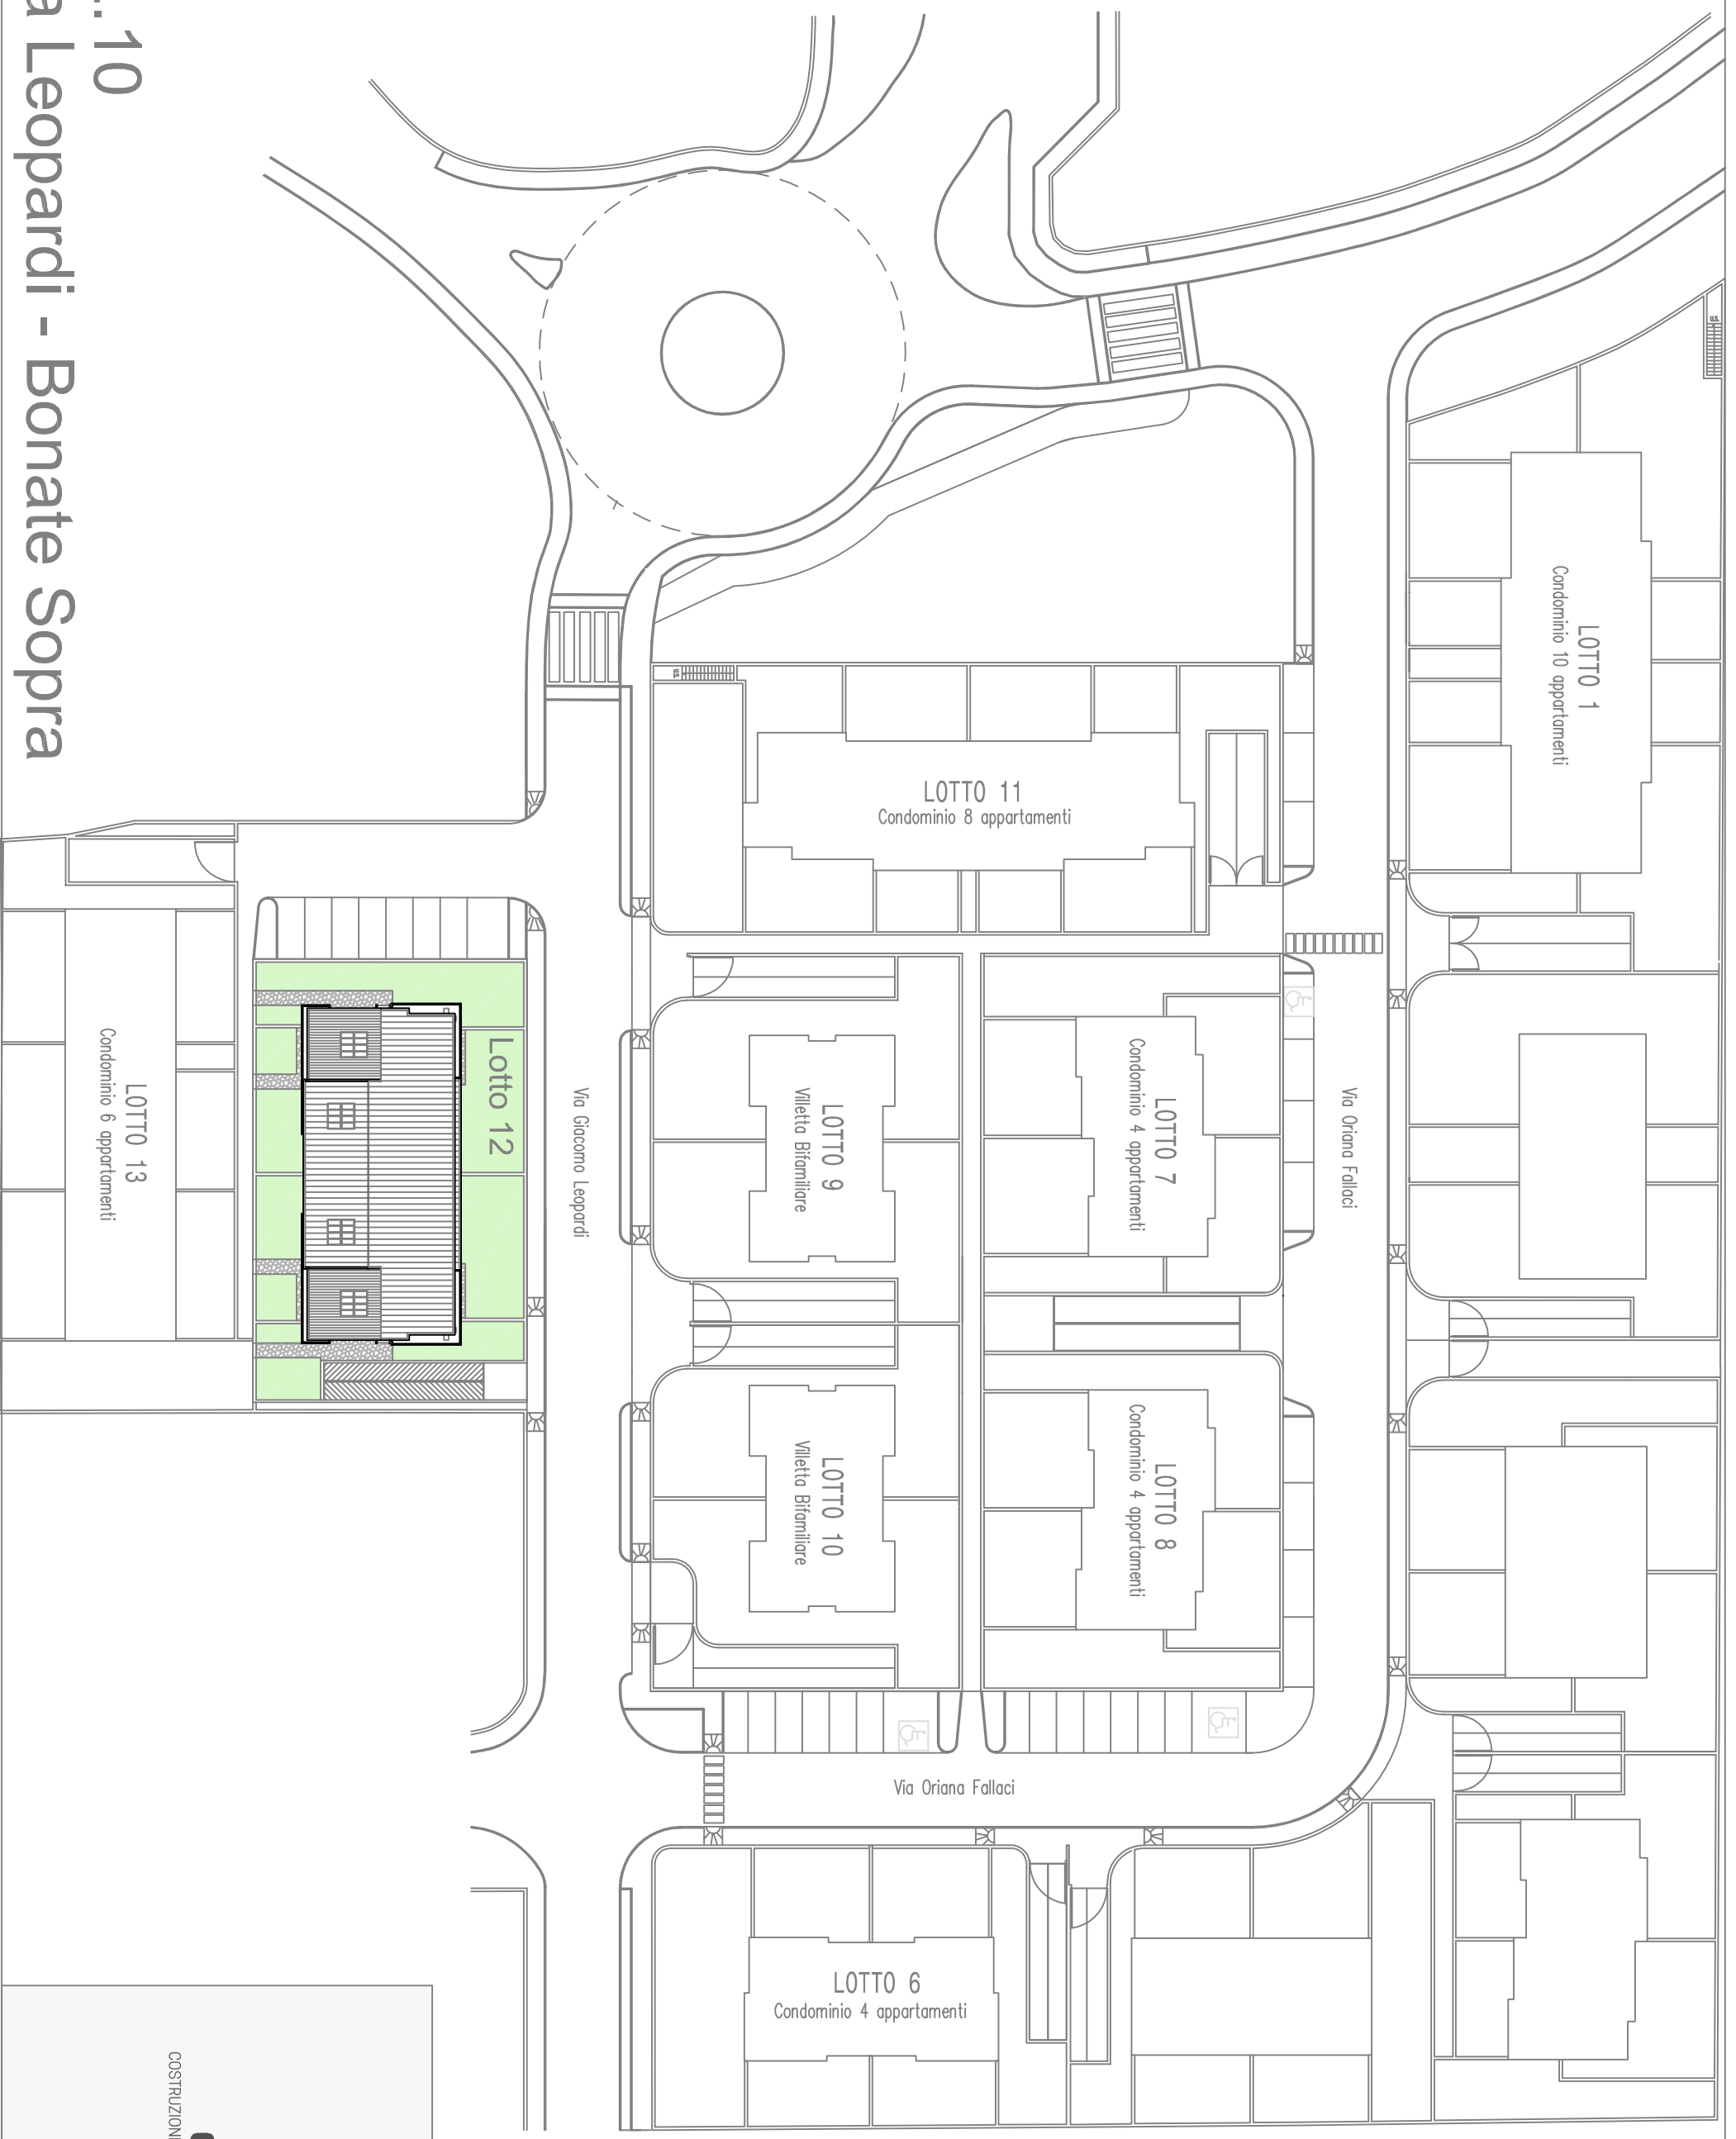 .. 10
a Leopardi - Bonate Sopra
u.s.
LOTTO 1
Condominio 10 appartamenti
u.s.
LOTTO 11
Condominio 8 appartamenti
Via Oriana Fallaci
LOTTO 7
Condominio 4 appartamenti
LOTTO 9
Villetta Bifamiliare
Via Giacomo Leopardi
Lotto 12
LOTTO 13
Condominio 6 appartamenti
LOTTO 8
Condominio 4 appartamenti
LOTTO 10
Villetta Bifamiliare
Via Oriana Fallaci
LOTTO 6
Condominio 4 appartamenti
COSTRUZIONI